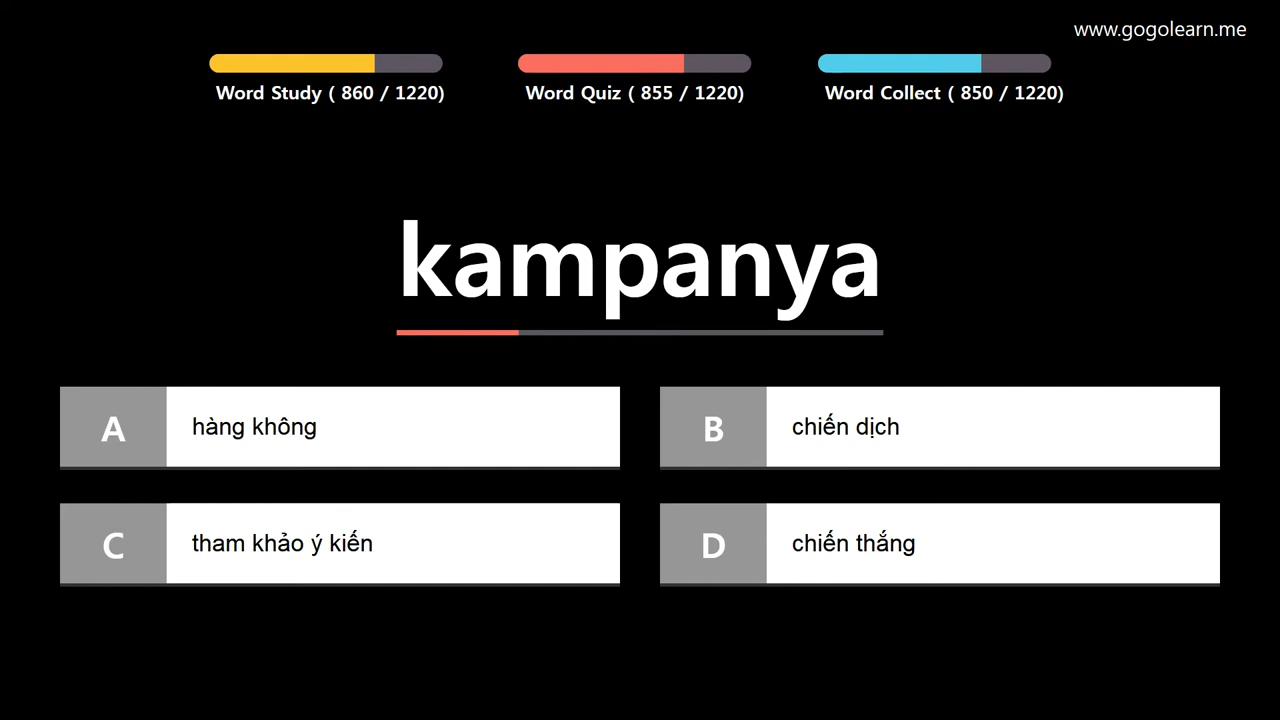 www.gogolearn.me
Word Study ( 860 / 1220)
Word Quiz ( 855 / 1220)
Word Collect ( 850 / 1220)
kampanya
A hàng không
B chiến dịch
C tham khảo ý kiến
D chiến thắng